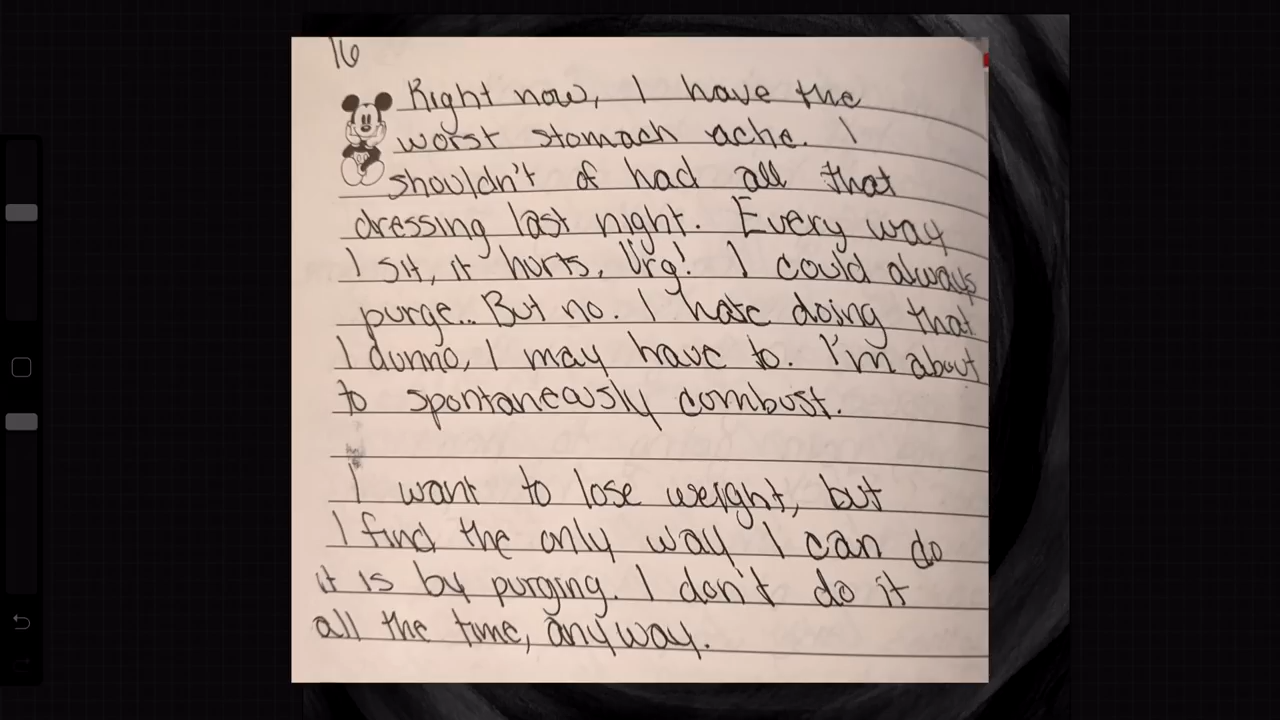 16
Right now, I have the
worst stomach ache. I
shouldn't of had all that
dressing last night. Every way
I sit, it hurts. Urg! I could always
purge... But no. I hate doing that
I dunno, I may have to. I'm about
to spontaneously combust.
I want to lose weight, but
I find the only way I can do
it is by purging. I don't do it
all the time, anyway.